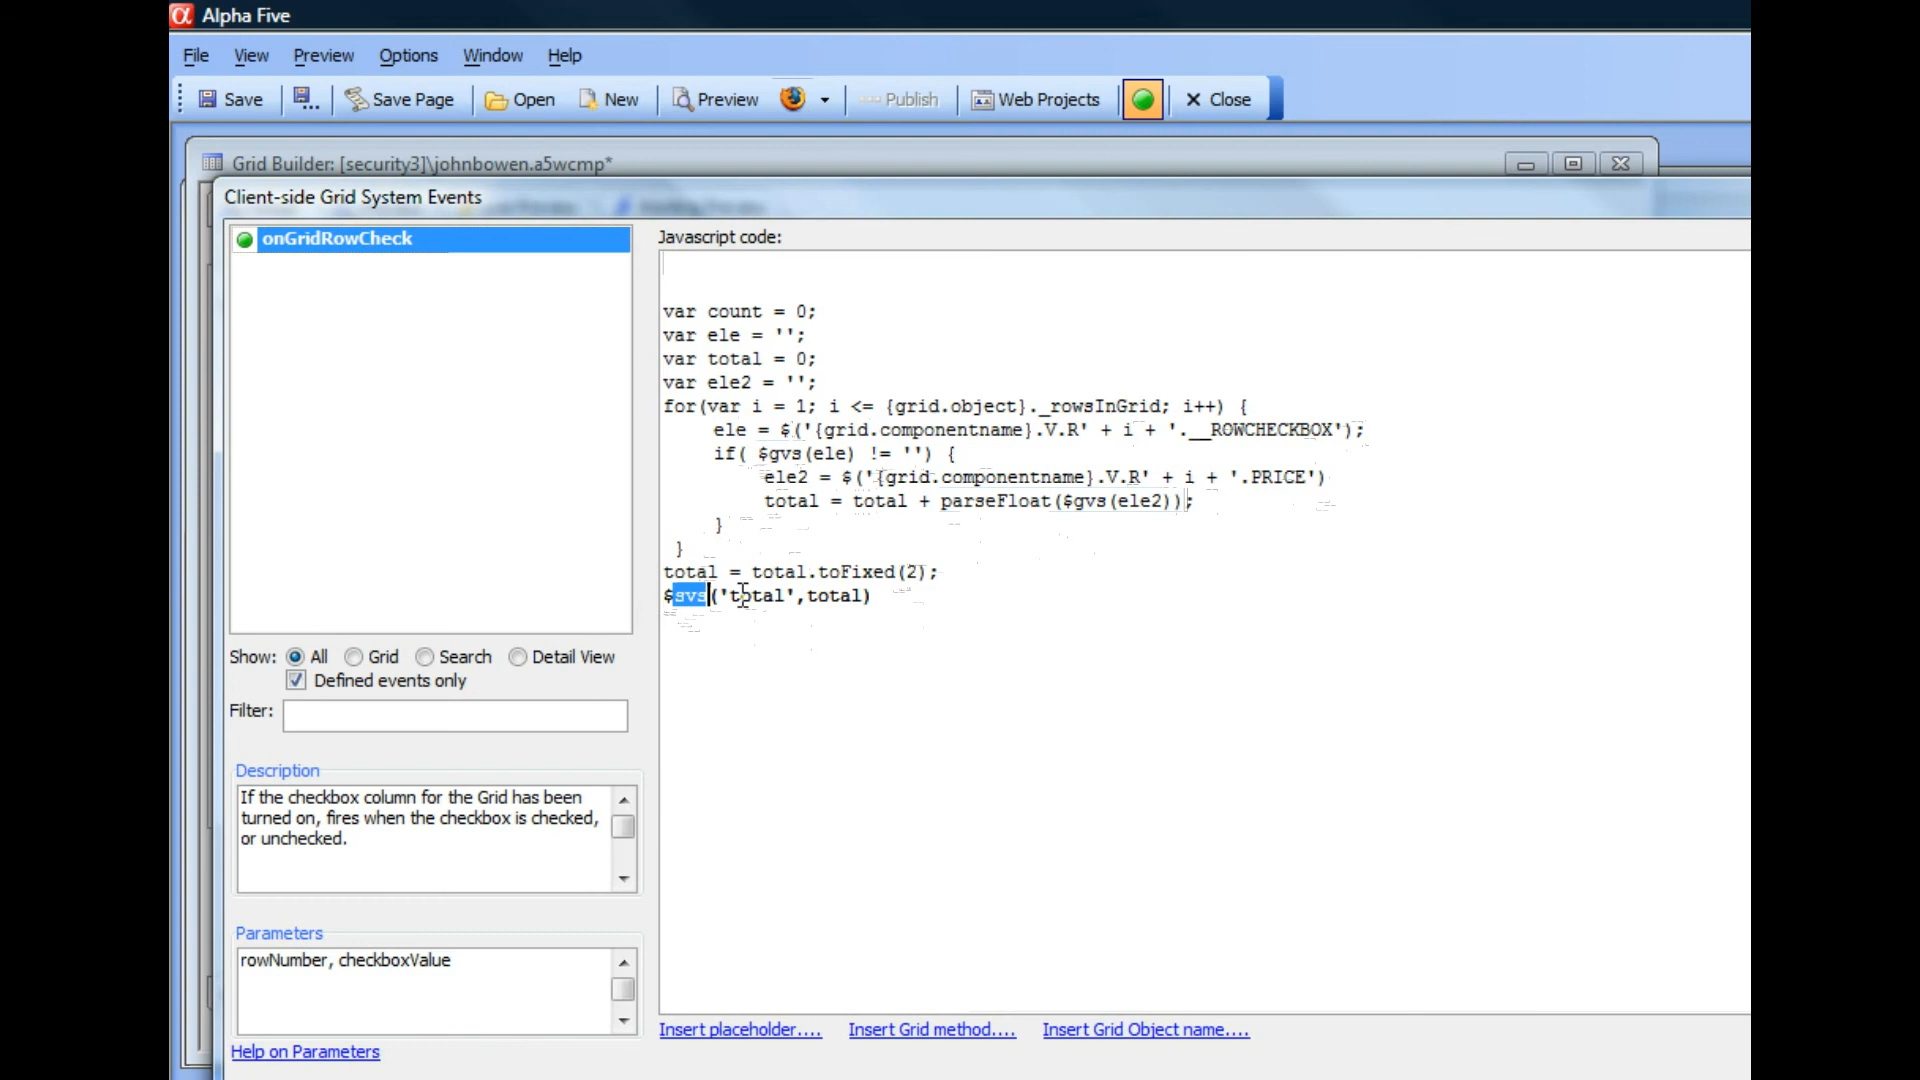 Alpha Five
File View Preview Options Window Help
Save Save Page Open New Preview Publish Web Projects Close
Grid Builder: [security3]\johnbowen.a5wcmp*
Client-side Grid System Events
onGridRowCheck
Javascript code:
var count = 0;
var ele = '';
var total = 0;
var ele2 = '';
for(var i = 1; i <= {grid.object}._rowsInGrid; i++) {
ele = $('{grid.componentname}.V.R' + i + '.__ROWCHECKBOX');
if( $gvs(ele) != '') {
ele2 = $('{grid.componentname}.V.R' + i + '.PRICE')
total = total + parseFloat($gvs(ele2));
}
}
total = total.toFixed(2);
$svs('total',total)
Show: All Grid Search Detail View
Defined events only
Filter:
Description
If the checkbox column for the Grid has been
turned on, fires when the checkbox is checked,
or unchecked.
Parameters
rowNumber, checkboxValue
Insert placeholder.... Insert Grid method.... Insert Grid Object name....
Help on Parameters